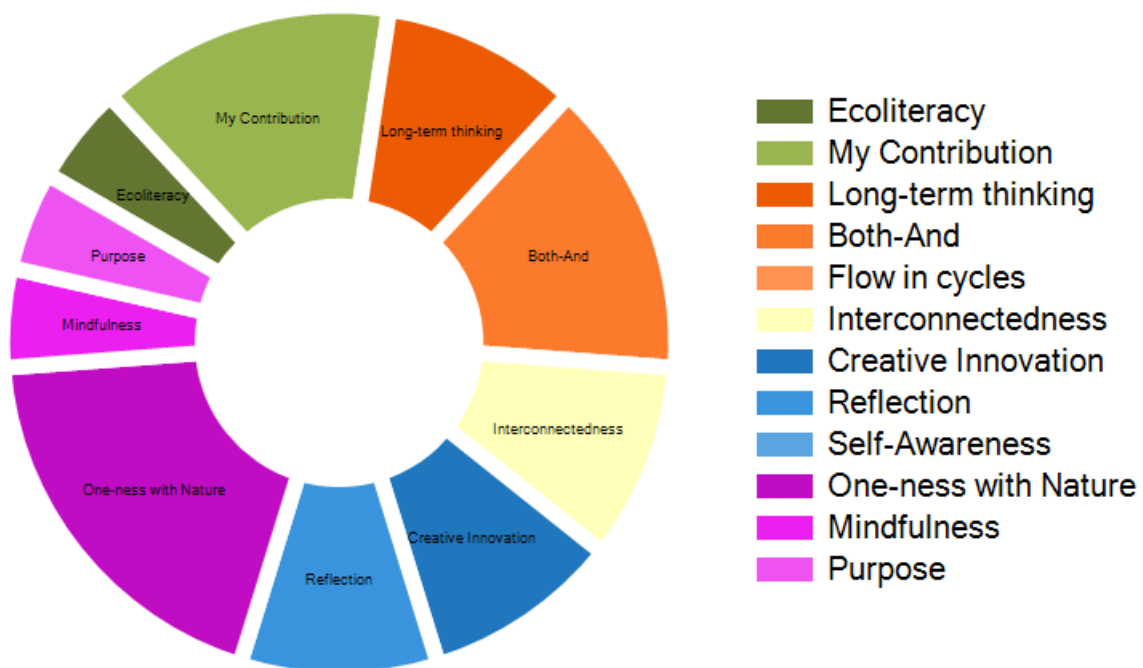 My Contribution
Long-term thinking
Ecoliteracy
Both-And
Purpose
Mindfulness
Interconnectedness
One-ness with Nature
Creative Innovation
Reflection
Ecoliteracy
My Contribution
Long-term thinking
Both-And
Flow in cycles
Interconnectedness
Creative Innovation
Reflection
Self-Awareness
One-ness with Nature
Mindfulness
Purpose